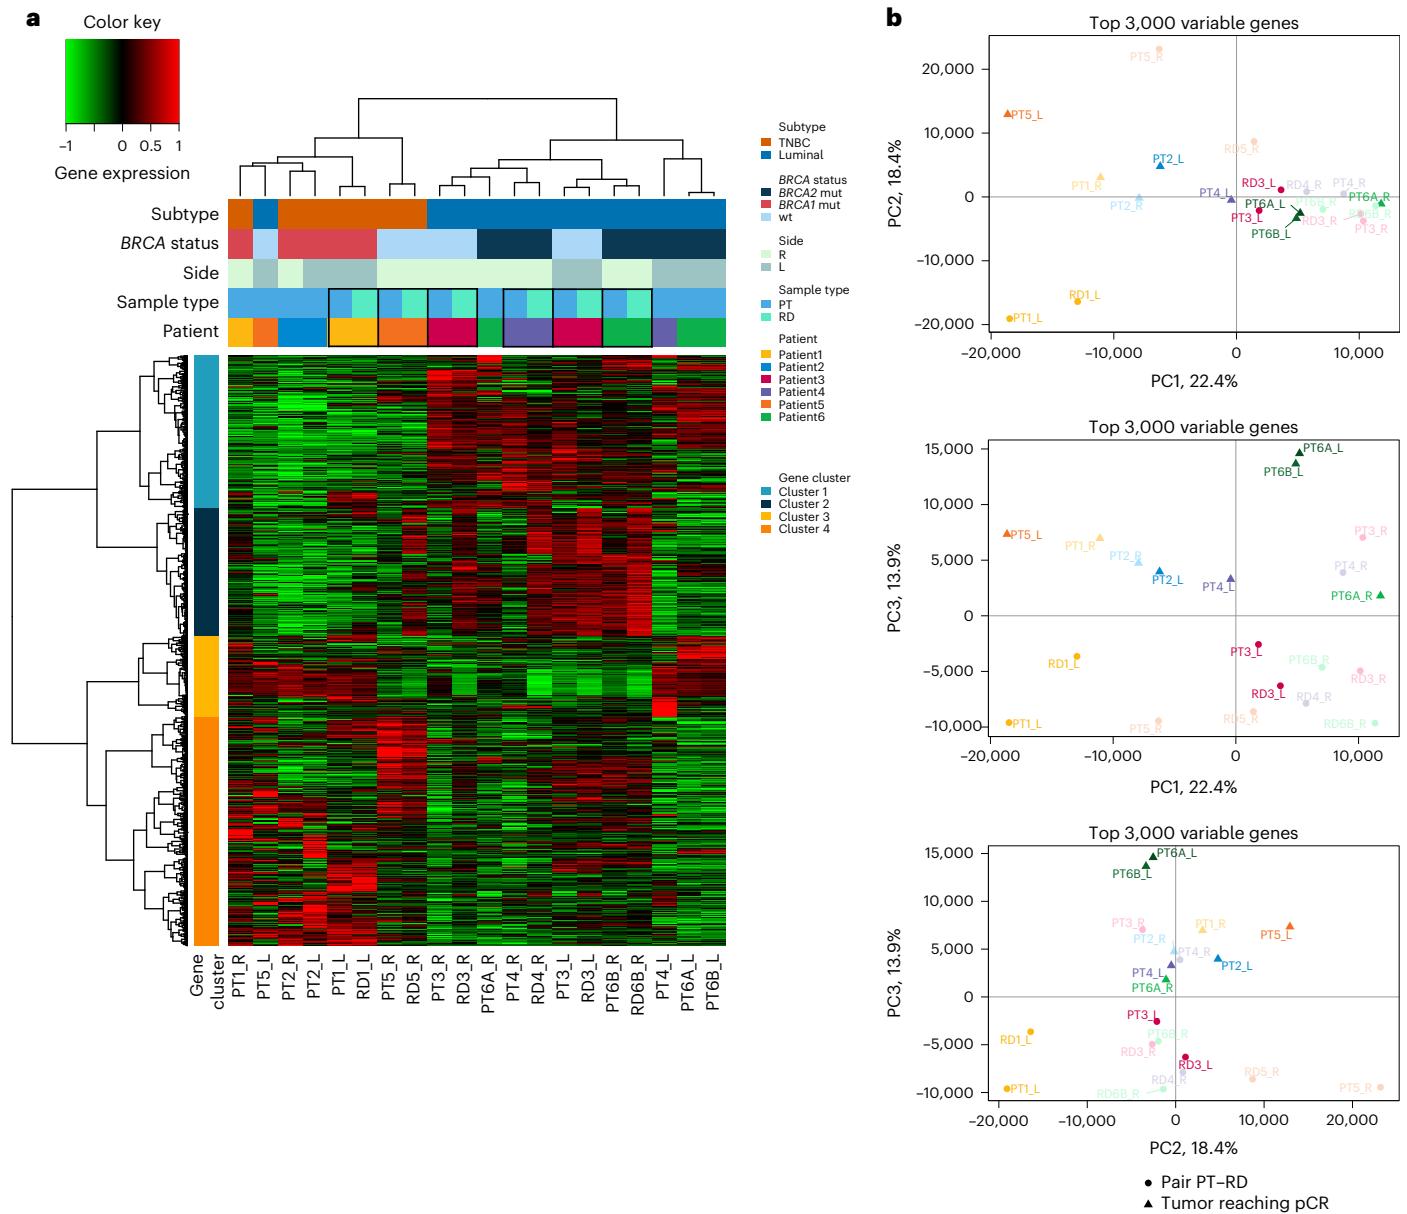 a
Color key
−1 0 0.5 1
Gene expression
Subtype
BRCA status
Side
Sample type
Patient
Subtype
TNBC
Luminal
BRCA status
BRCA2 mut
BRCA1 mut
wt
Side
R
L
Sample type
PT
RD
Patient
Patient1
Patient2
Patient3
Patient4
Patient5
Patient6
Gene cluster
Cluster 1
Cluster 2
Cluster 3
Cluster 4
Gene
cluster
PT1_R
PT5_L
PT2_R
PT2_L
PT1_L
RD1_L
PT5_R
RD5_R
PT3_R
RD3_R
PT6A_R
PT4_R
RD4_R
PT3_L
RD3_L
PT6B_R
RD6B_R
PT4_L
PT6A_L
PT6B_L
b
Top 3,000 variable genes
PC2, 18.4%
20,000
10,000
0
−10,000
−20,000
PT5_R
PT5_L
RD5_R
PT2_L
PT1_R
PT2_R
PT4_L
RD3_L
RD4_R
PT4_R
PT6A_R
PT6A_L
PT6B_R
RD6B_R
PT3_L
RD3_R
PT3_R
PT6B_L
RD1_L
PT1_L
−20,000 −10,000 0 10,000
PC1, 22.4%
Top 3,000 variable genes
PC3, 13.9%
15,000
10,000
5,000
0
−5,000
−10,000
PT6A_L
PT6B_L
PT5_L
PT1_R
PT2_R
PT2_L
PT4_L
PT3_R
PT4_R
PT6A_R
RD1_L
PT3_L
PT6B_R
RD3_R
RD3_L
RD4_R
PT1_L
PT5_R
RD5_R
RD6B_R
−20,000 −10,000 0 10,000
PC1, 22.4%
Top 3,000 variable genes
PC3, 13.9%
15,000
10,000
5,000
0
−5,000
−10,000
PT6A_L
PT6B_L
PT3_R
PT1_R
PT5_L
PT2_R
PT4_R
PT2_L
PT4_L
PT6A_R
PT3_L
RD1_L
PT6B_R
RD3_R
RD3_L
RD4_R
RD5_R
PT1_L
RD6B_R
PT5_R
−20,000 −10,000 0 10,000 20,000
PC2, 18.4%
Pair PT–RD
Tumor reaching pCR